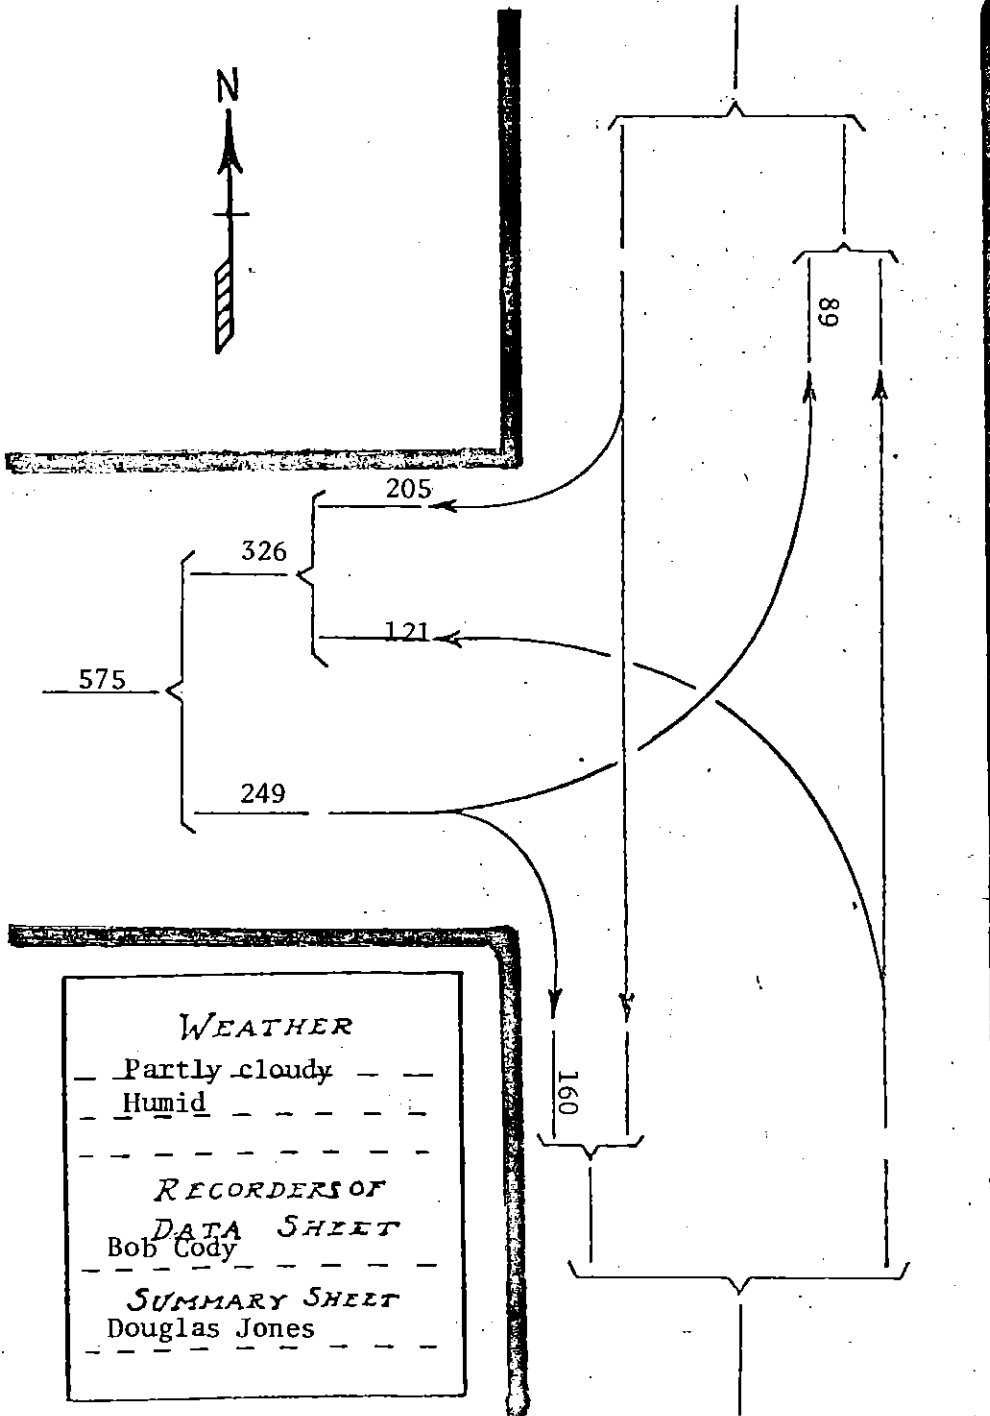 N
89
205
326
121
575
249
160
WEATHER
Partly cloudy
Humid
RECORDERS OF
DATA SHEET
Bob Cody
SUMMARY SHEET
Douglas Jones